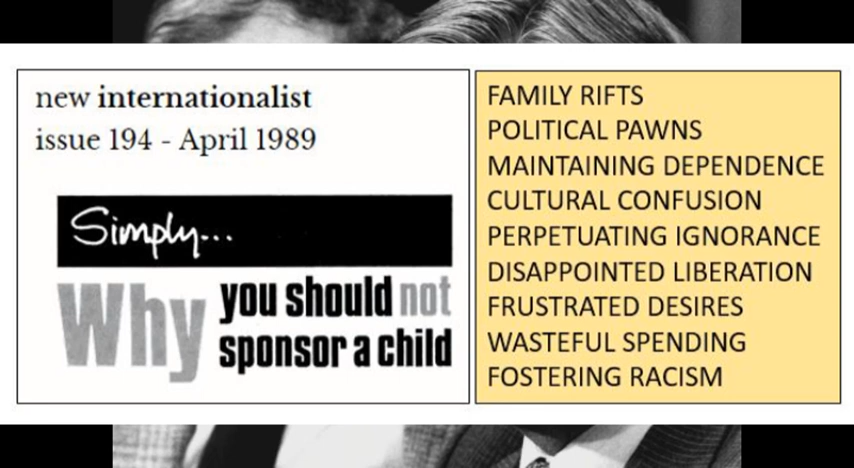 new internationalist
issue 194 - April 1989
Simply...
Why you should not
sponsor a child
FAMILY RIFTS
POLITICAL PAWNS
MAINTAINING DEPENDENCE
CULTURAL CONFUSION
PERPETUATING IGNORANCE
DISAPPOINTED LIBERATION
FRUSTRATED DESIRES
WASTEFUL SPENDING
FOSTERING RACISM